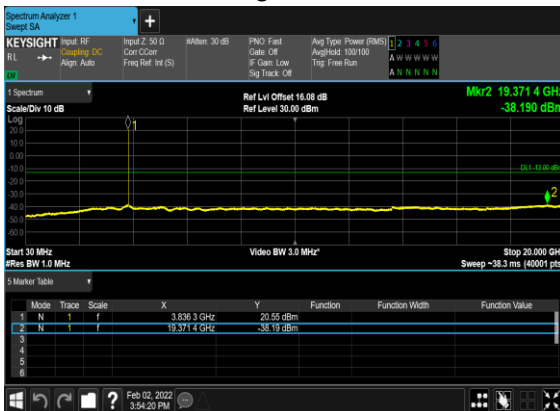 Spectrum Analyzer 1
Swept SA
KEYSIGHT Input: RF Input Z: 50 Ω #Atten: 30 dB PNO: Fast Avg Type: Power (RMS) 1 2 3 4 5 6
RL Coupling: DC Corr CCorr Gate: Off Avg|Hold: 100/100 A W W W W W
Align: Auto Freq Ref: Int (S) IF Gain: Low Trig: Free Run
LV Sig Track: Off A N N N N N
1 Spectrum Ref Lvl Offset 16.08 dB Mkr2 19.371 4 GHz
Scale/Div 10 dB Ref Level 30.00 dBm -38.190 dBm
Log
20.0 1
10.0
0.00
-10.0 DL1 -13.00 dBm
-20.0
-30.0 2
-40.0
-50.0
-60.0
Start 30 MHz Video BW 3.0 MHz* Stop 20.000 GH
#Res BW 1.0 MHz Sweep ~38.3 ms (40001 pts
5 Marker Table
Mode Trace Scale X Y Function Function Width Function Value
1 N 1 f 3.836 3 GHz 20.55 dBm
2 N 1 f 19.371 4 GHz -38.19 dBm
3
4
5
6
? Feb 02, 2022
3:54:20 PM